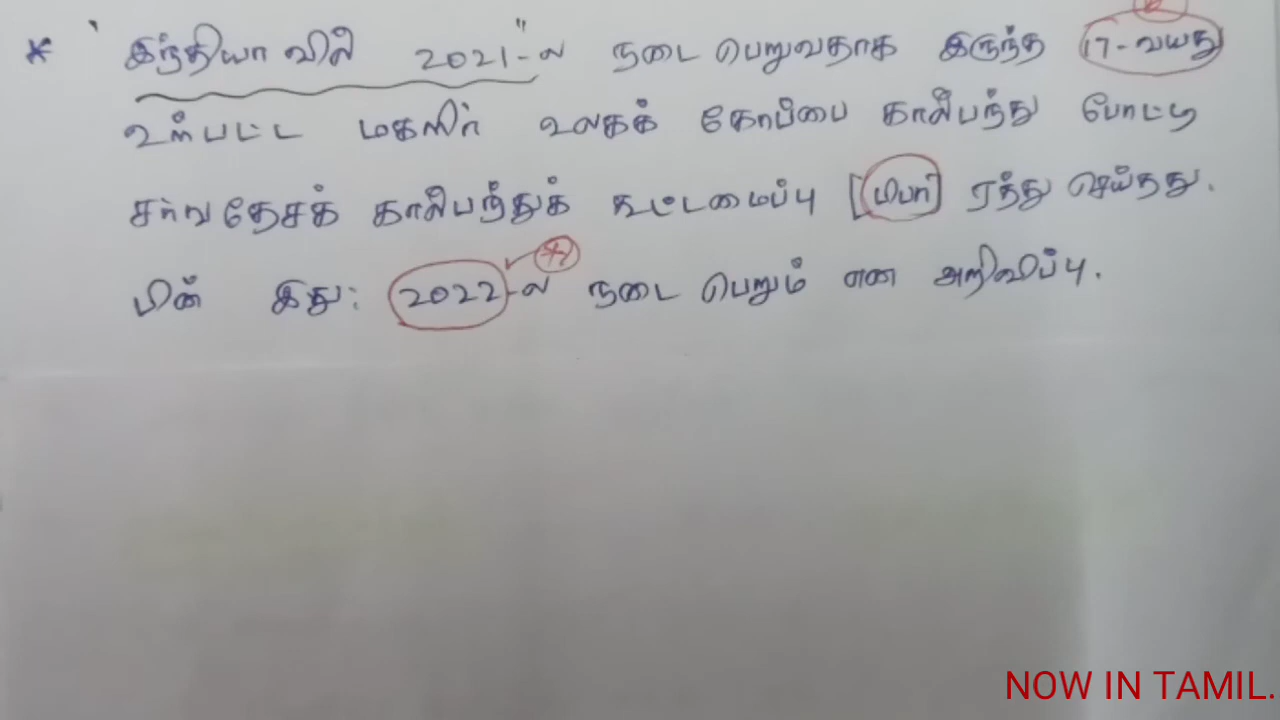 * இந்தியாவில் 2021"-ல நடை பெறுவதாக இருந்த 17-வயது
உட்பட்ட மகளிர் உலகக் கோப்பை கால்பந்து போட்டி
சர்வதேசக் கால்பந்துக் கூட்டமைப்பு [மிபா] ரத்து செய்தது.
பின் இது: 2022-ல நடை பெறும் என அறிவிப்பு.
NOW IN TAMIL.